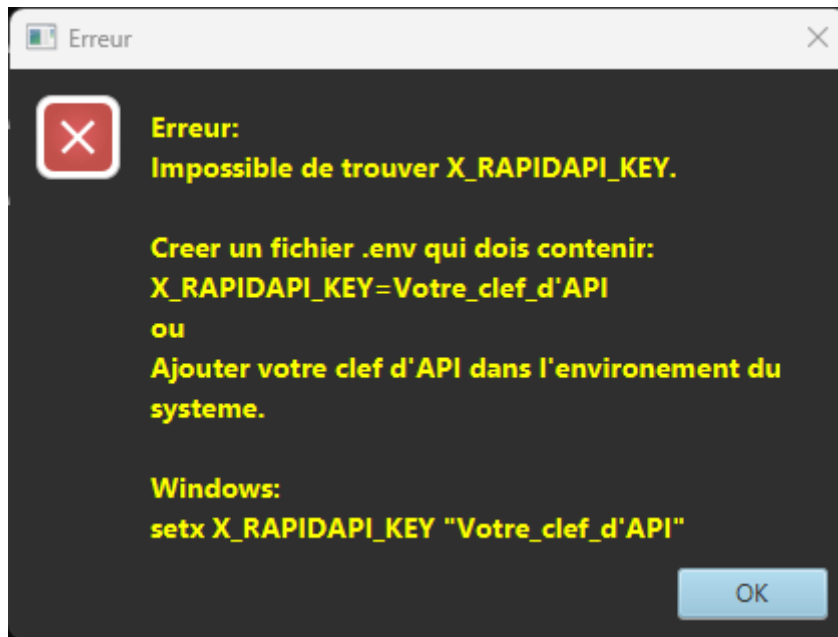 Erreur
Erreur:
Impossible de trouver X_RAPIDAPI_KEY.
Creer un fichier .env qui dois contenir:
X_RAPIDAPI_KEY=Votre_clef_d'API
ou
Ajouter votre clef d'API dans l'environement du
systeme.
Windows:
setx X_RAPIDAPI_KEY "Votre_clef_d'API"
OK